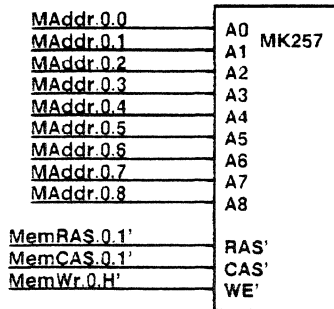 MAddr.0.0 A0 MK257
MAddr.0.1 A1
MAddr.0.2 A2
MAddr.0.3 A3
MAddr.0.4 A4
MAddr.0.5 A5
MAddr.0.6 A6
MAddr.0.7 A7
MAddr.0.8 A8
MemRAS.0.1' RAS'
MemCAS.0.1' CAS'
MemWr.0.H' WE'